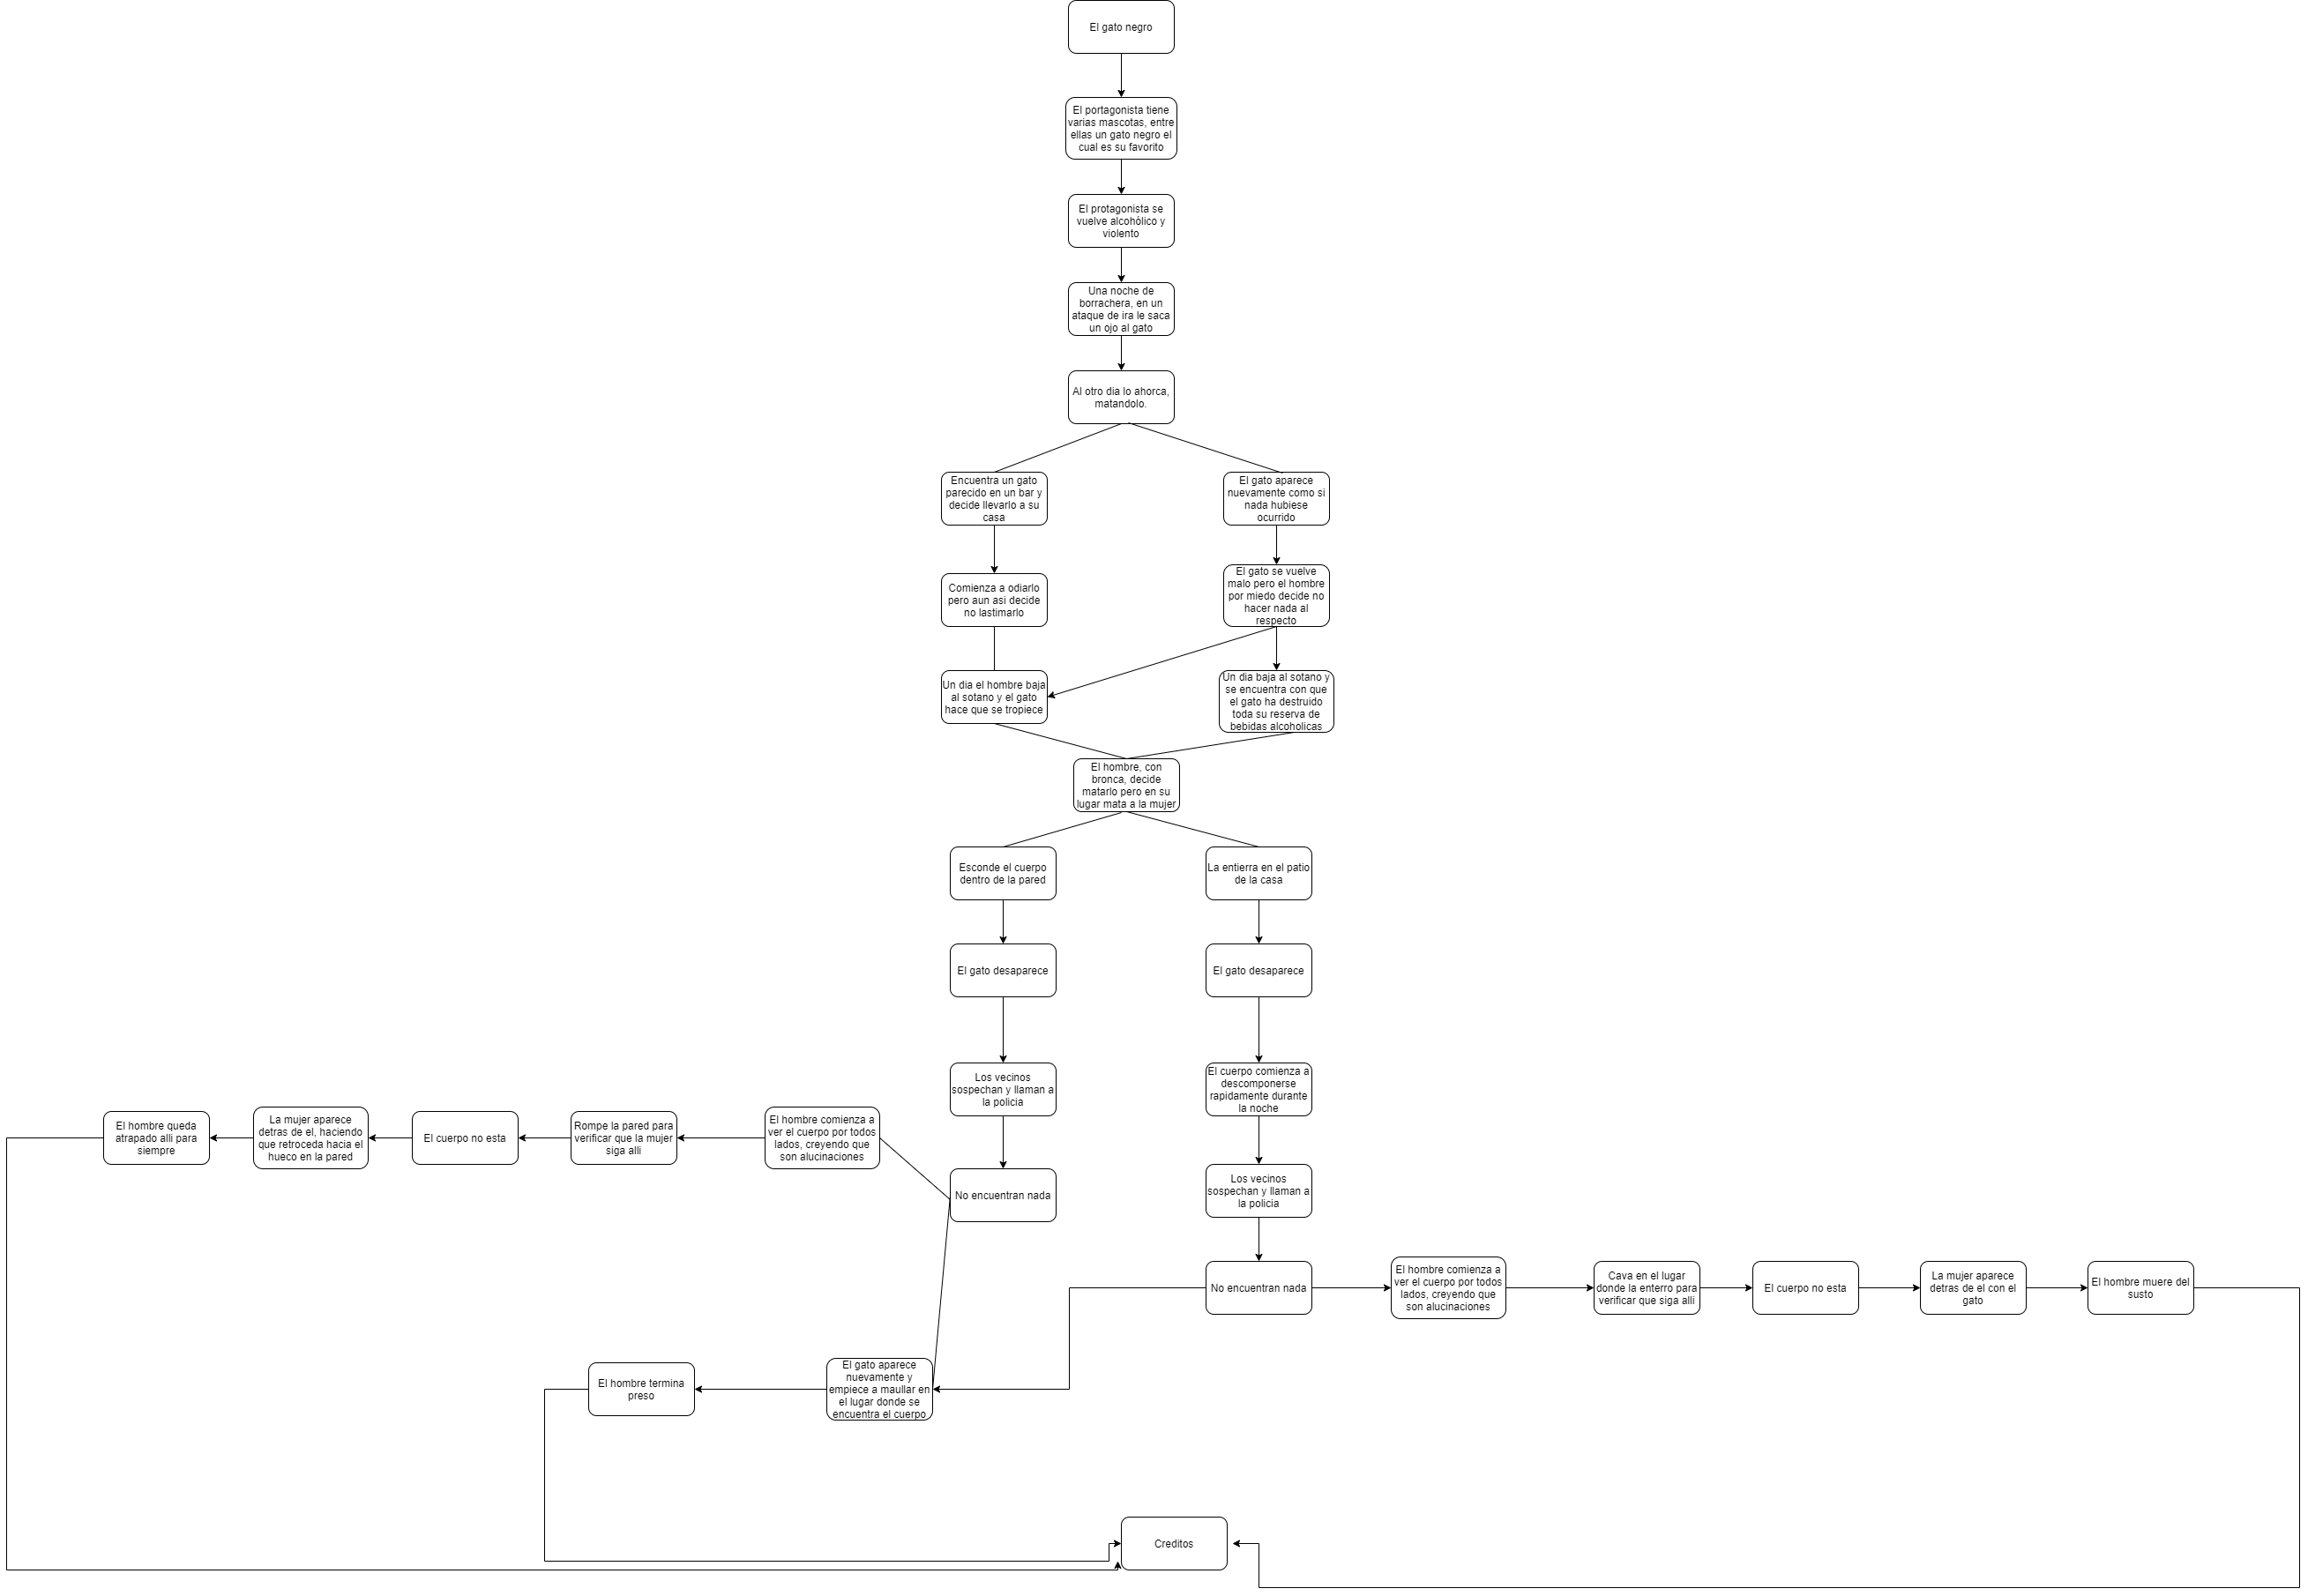 El gato negro
El portagonista tiene
varias mascotas, entre
ellas un gato negro el
cual es su favorito
El protagonista se
vuelve alcohólico y
violento
Una noche de
borrachera, en un
ataque de ira le saca
un ojo al gato
Al otro dia lo ahorca,
matandolo.
Encuentra un gato
parecido en un bar y
decide llevarlo a su
casa
El gato aparece
nuevamente como si
nada hubiese
ocurrido
Comienza a odiarlo
pero aun asi decide
no lastimarlo
El gato se vuelve
malo pero el hombre
por miedo decide no
hacer nada al
respecto
Un dia el hombre baja
al sotano y el gato
hace que se tropiece
Un dia baja al sotano y
se encuentra con que
el gato ha destruido
toda su reserva de
bebidas alcoholicas
El hombre, con
bronca, decide
matarlo pero en su
lugar mata a la mujer
Esconde el cuerpo
dentro de la pared
La entierra en el patio
de la casa
El gato desaparece
El gato desaparece
Los vecinos
sospechan y llaman a
la policia
El cuerpo comienza a
descomponerse
rapidamente durante
la noche
El hombre queda
atrapado alli para
siempre
La mujer aparece
detras de el, haciendo
que retroceda hacia el
hueco en la pared
El cuerpo no esta
Rompe la pared para
verificar que la mujer
siga alli
El hombre comienza a
ver el cuerpo por todos
lados, creyendo que
son alucinaciones
No encuentran nada
Los vecinos
sospechan y llaman a
la policia
No encuentran nada
El hombre comienza a
ver el cuerpo por todos
lados, creyendo que
son alucinaciones
Cava en el lugar
donde la enterro para
verificar que siga allí
El cuerpo no esta
La mujer aparece
detras de el con el
gato
El hombre muere del
susto
El hombre termina
preso
El gato aparece
nuevamente y
empiece a maullar en
el lugar donde se
encuentra el cuerpo
Creditos